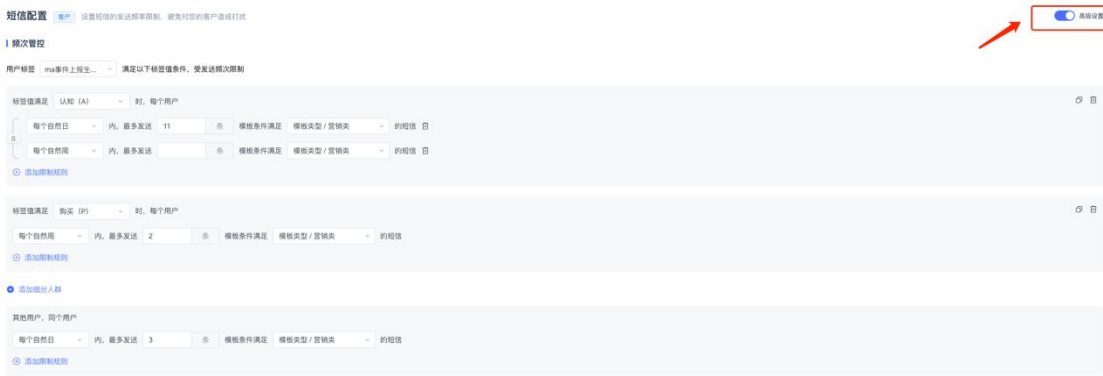 短信配置 客户 设置短信的发送频率限制，避免对您的客户造成打扰 高级设置
频次管控
用户标签 ma事件上报生... 满足以下标签值条件，受发送频次限制
标签值满足 认知（A） 时，每个用户
每个自然日 内，最多发送 11 条 模板条件满足 模板类型 / 营销类 的短信
且
每个自然周 内，最多发送 条 模板条件满足 模板类型 / 营销类 的短信
添加限制规则
标签值满足 购买（P） 时，每个用户
每个自然周 内，最多发送 2 条 模板条件满足 模板类型 / 营销类 的短信
添加限制规则
添加细分人群
其他用户，同个用户
每个自然日 内，最多发送 3 条 模板条件满足 模板类型 / 营销类 的短信
添加限制规则